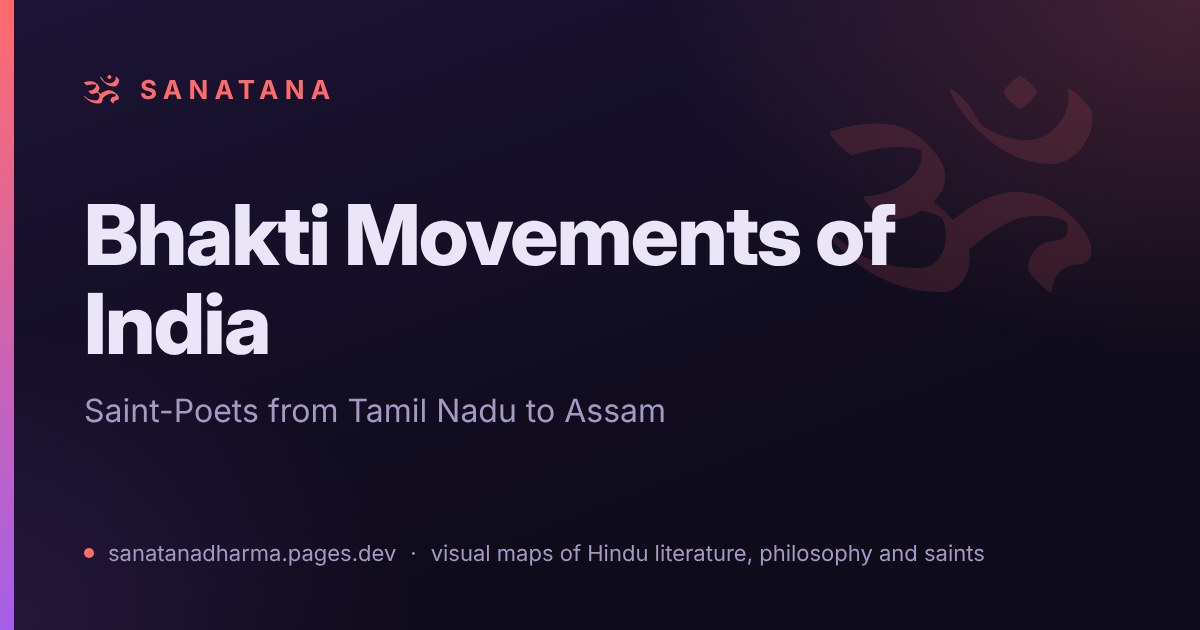 ॐ SANATANA
Bhakti Movements of
India
Saint-Poets from Tamil Nadu to Assam
sanatanadharma.pages.dev · visual maps of Hindu literature, philosophy and saints
ॐ